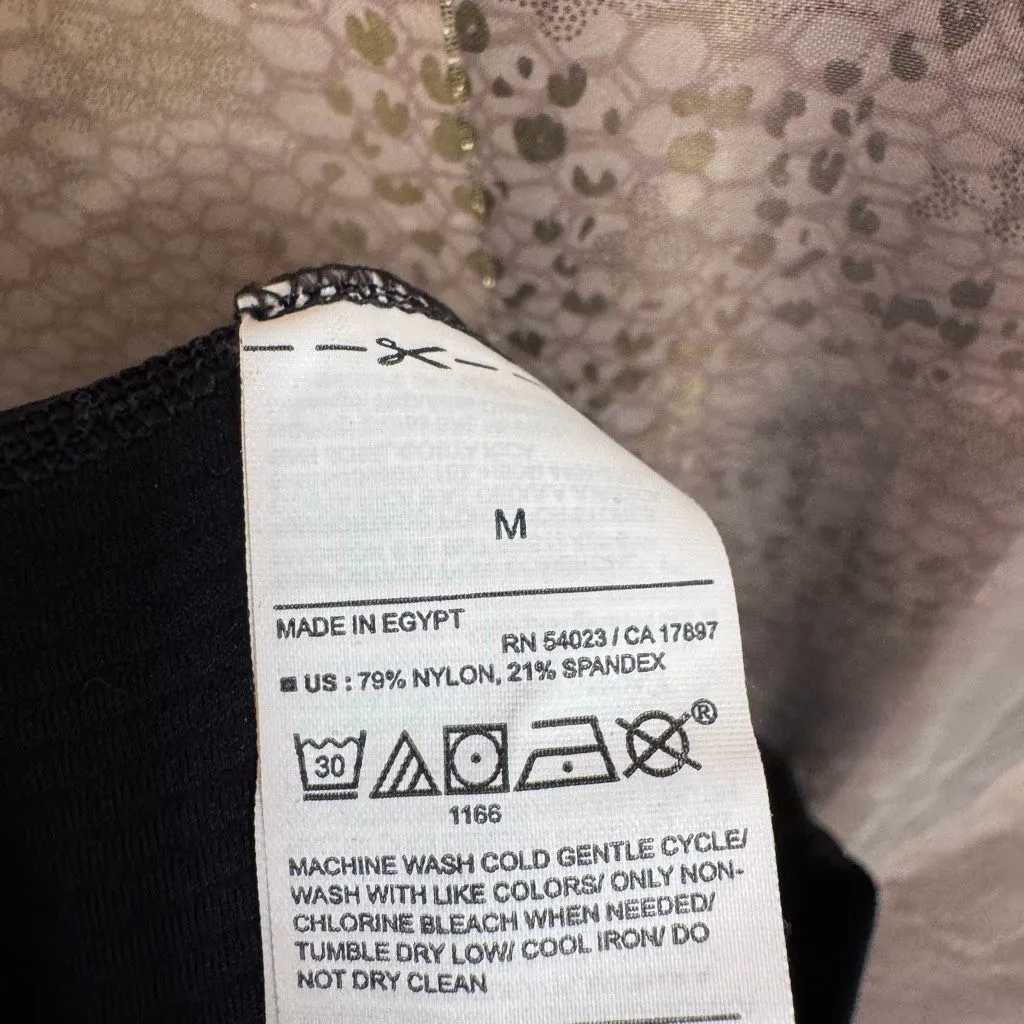 M
MADE IN EGYPT
RN 54023 / CA 17897
US : 79% NYLON, 21% SPANDEX
30
®
1166
MACHINE WASH COLD GENTLE CYCLE/
WASH WITH LIKE COLORS/ ONLY NON-
CHLORINE BLEACH WHEN NEEDED/
TUMBLE DRY LOW/ COOL IRON/ DO
NOT DRY CLEAN